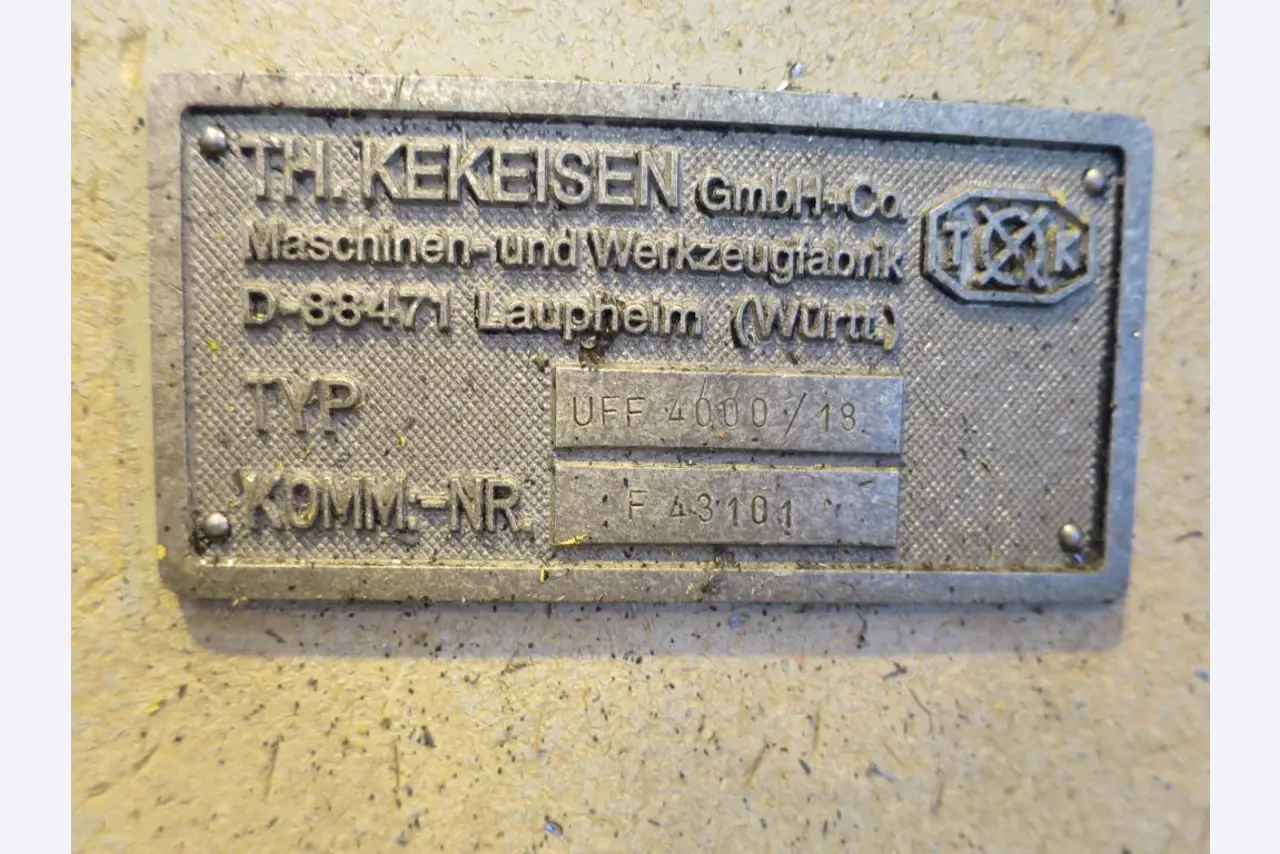 TH. KEKEISEN GmbH+Co.
Maschinen-und Werkzeugfabrik
D-88471 Laupheim (Württ.)
T K
TYP UFF 4000/18
KOMM.-NR. F 43101